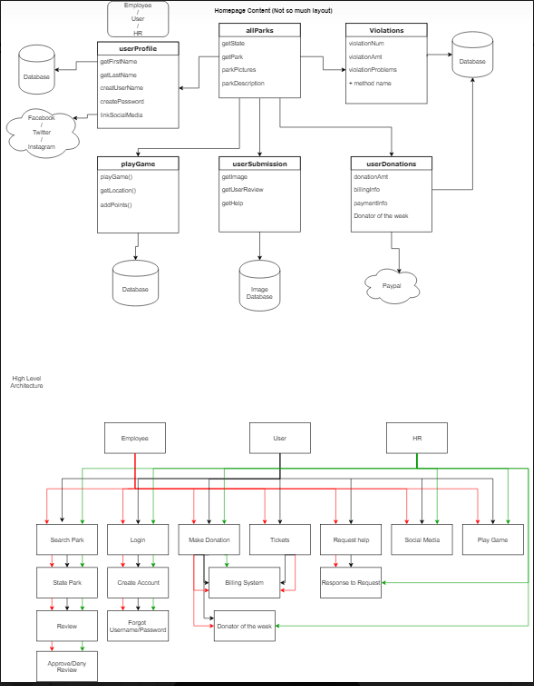 Employee
/
User
/
HR
Homepage Content (Not so much layout)
userProfile
getFirstName
getLastName
creatUserName
createPassword
linkSocialMedia
allParks
getState
getPark
parkPictures
parkDescription
Violations
violationNum
violationAmt
violationProblems
+ method name
Database
Database
Facebook
/
Twitter
/
Instagram
playGame
playGame()
getLocation()
addPoints()
userSubmission
getImage
getUserReview
getHelp
userDonations
donationAmt
billingInfo
paymentInfo
Donator of the week
Database
Image
Database
Paypal
High Level
Architecture
Employee
User
HR
Search Park
Login
Make Donation
Tickets
Request help
Social Media
Play Game
State Park
Create Account
Billing System
Response to Request
Review
Forgot
Username/Password
Donator of the week
Approve/Deny
Review